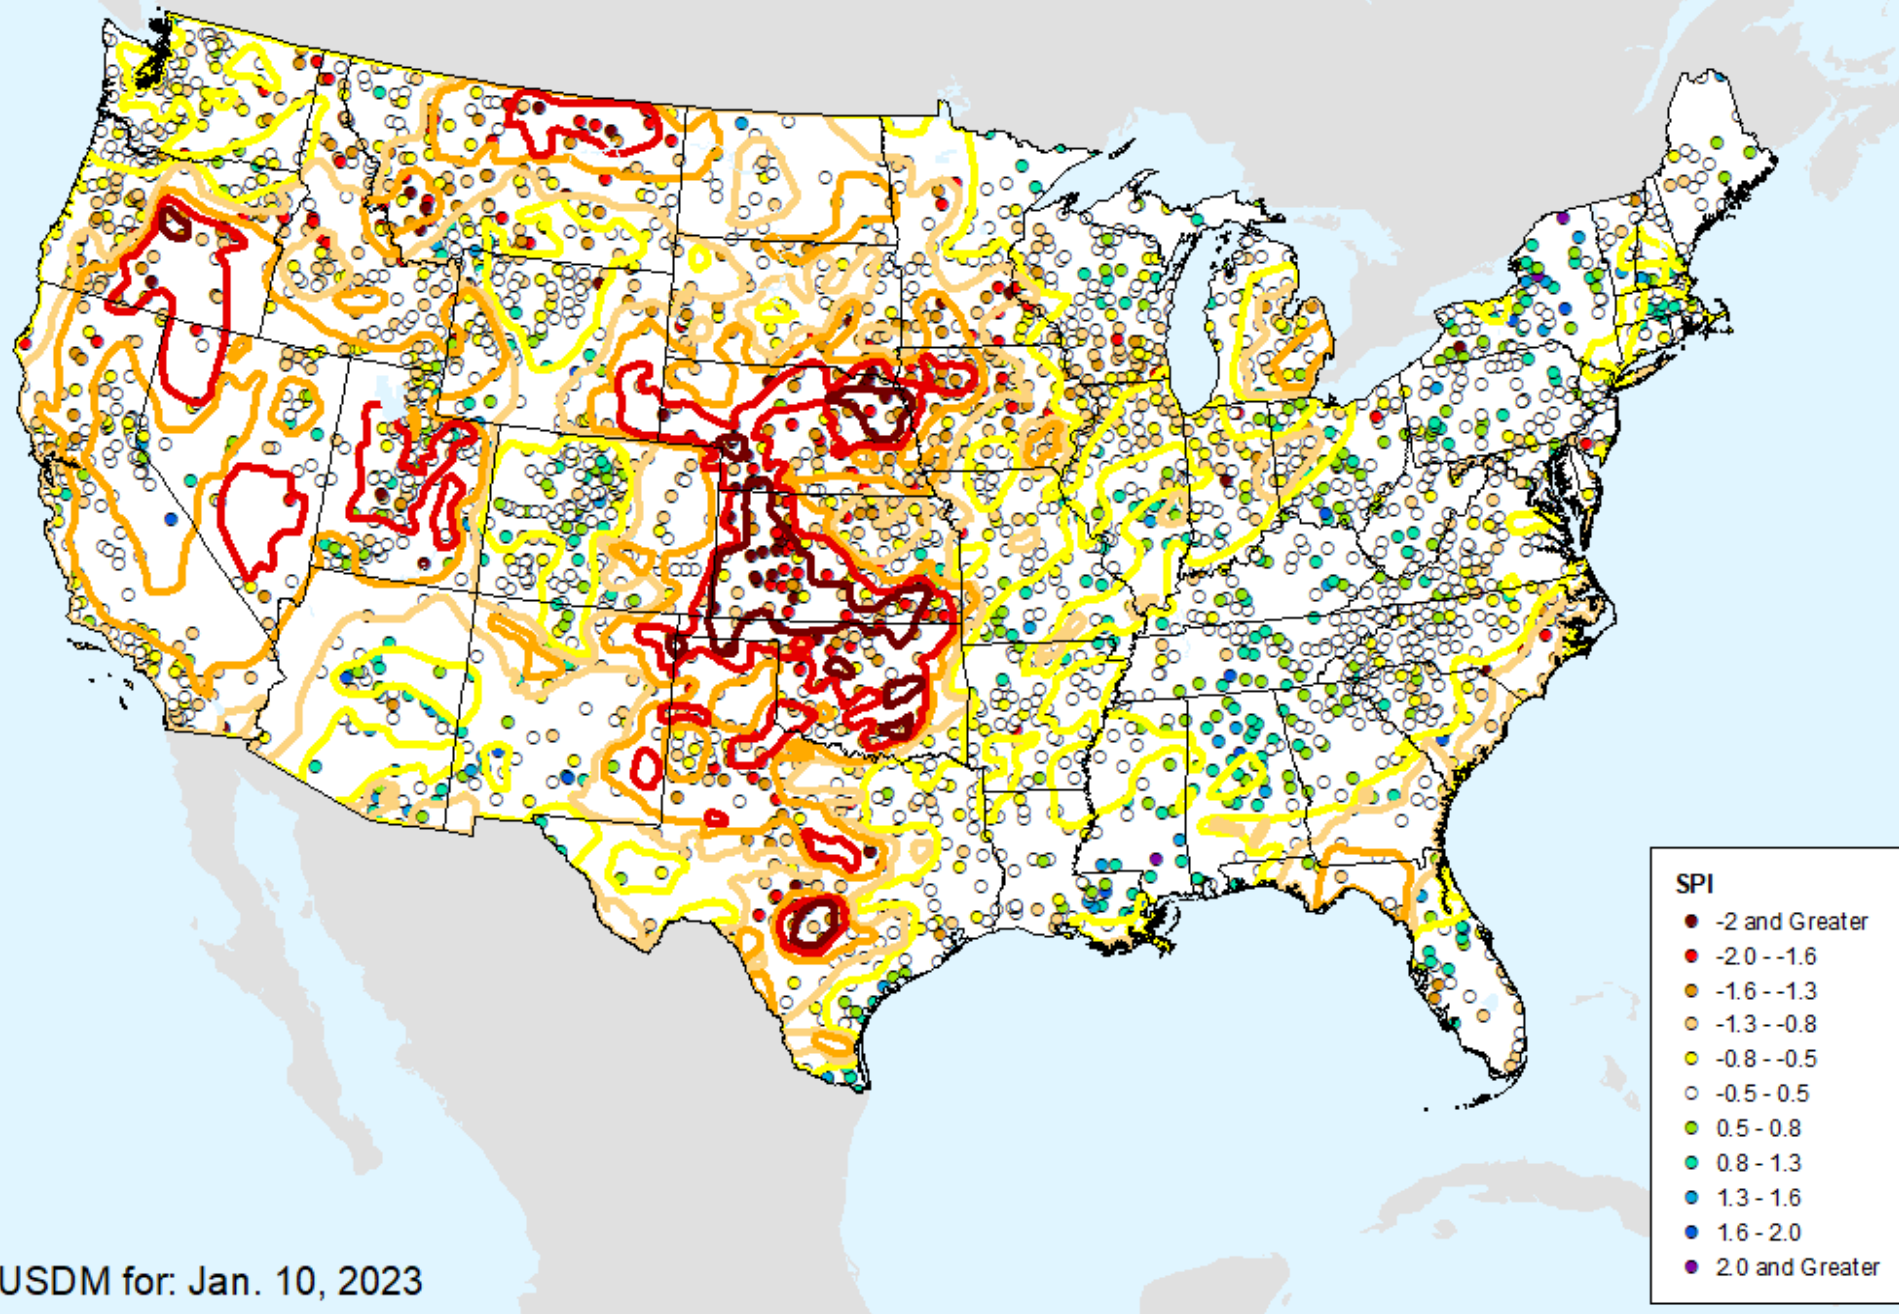 SPI
-2 and Greater
-2.0 - -1.6
-1.6 - -1.3
-1.3 - -0.8
-0.8 - -0.5
-0.5 - 0.5
0.5 - 0.8
0.8 - 1.3
1.3 - 1.6
1.6 - 2.0
2.0 and Greater
USDM for: Jan. 10, 2023